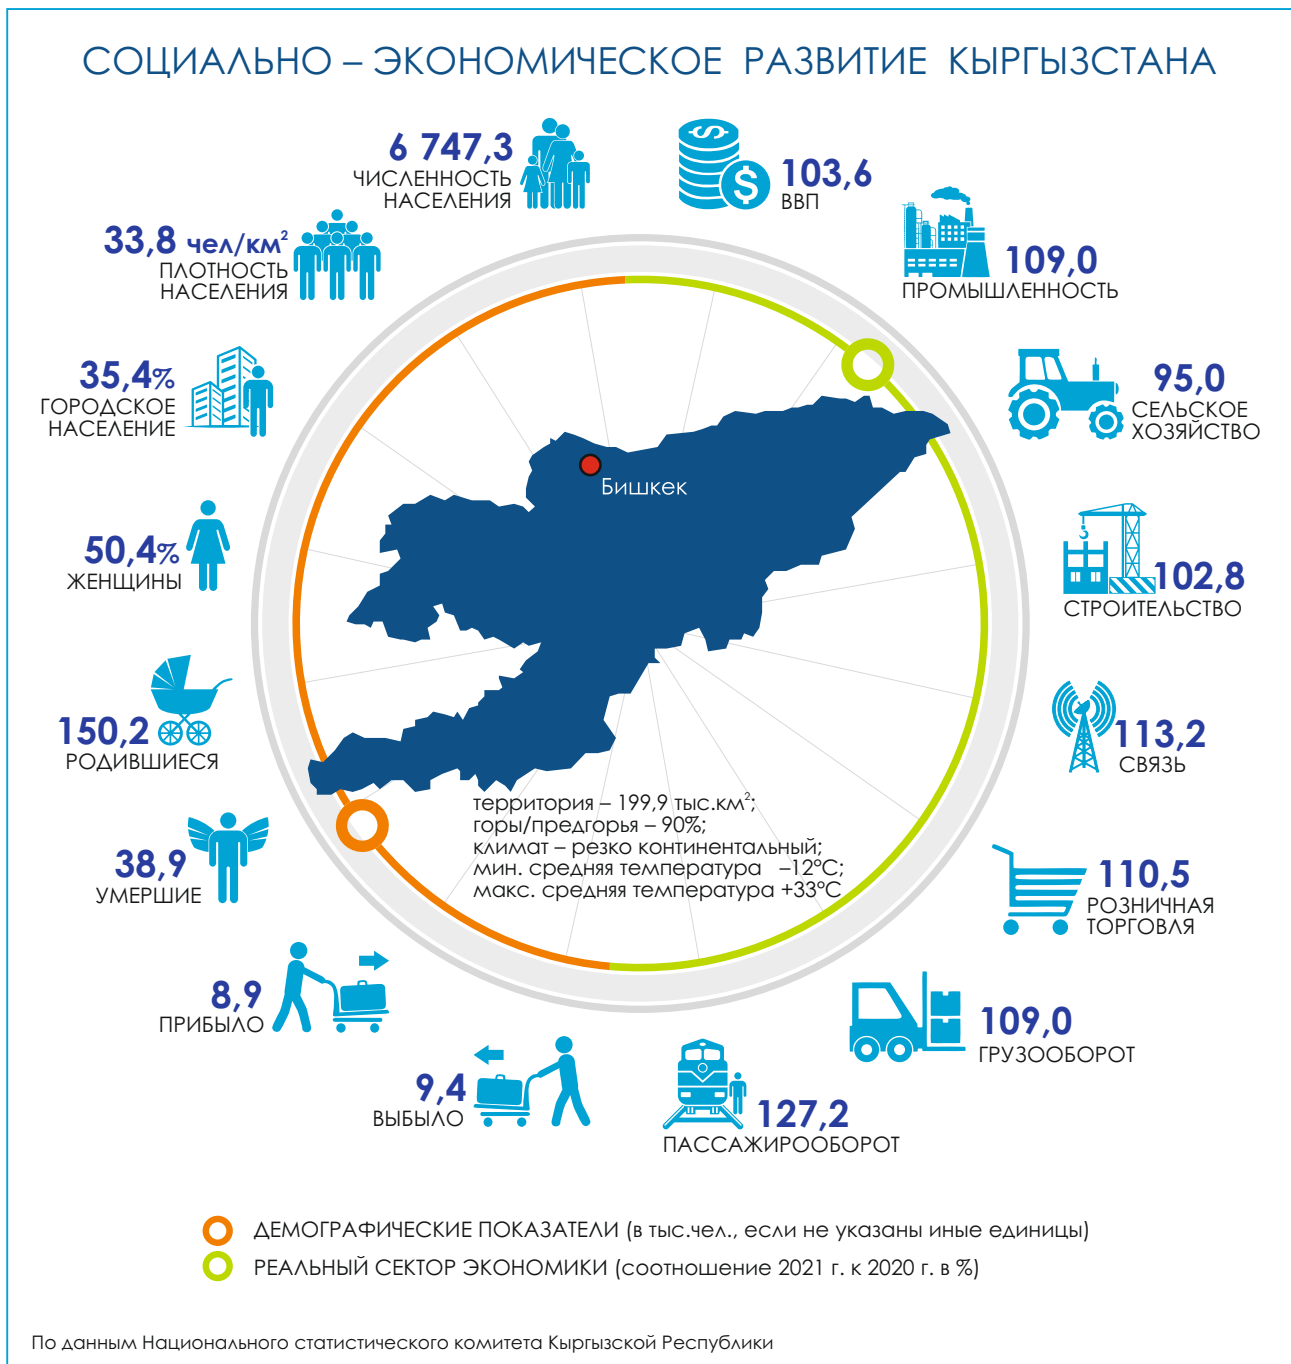 СОЦИАЛЬНО – ЭКОНОМИЧЕСКОЕ РАЗВИТИЕ КЫРГЫЗСТАНА
6 747,3
ЧИСЛЕННОСТЬ
НАСЕЛЕНИЯ
33,8 чел/км²
ПЛОТНОСТЬ
НАСЕЛЕНИЯ
35,4%
ГОРОДСКОЕ
НАСЕЛЕНИЕ
50,4%
ЖЕНЩИНЫ
150,2
РОДИВШИЕСЯ
38,9
УМЕРШИЕ
8,9
ПРИБЫЛО
9,4
ВЫБЫЛО
$
$
103,6
ВВП
109,0
ПРОМЫШЛЕННОСТЬ
95,0
СЕЛЬСКОЕ
ХОЗЯЙСТВО
102,8
СТРОИТЕЛЬСТВО
113,2
СВЯЗЬ
110,5
РОЗНИЧНАЯ
ТОРГОВЛЯ
109,0
ГРУЗООБОРОТ
127,2
ПАССАЖИРООБОРОТ
Бишкек
территория – 199,9 тыс.км²;
горы/предгорья – 90%;
климат – резко континентальный;
мин. средняя температура –12°C;
макс. средняя температура +33°C
ДЕМОГРАФИЧЕСКИЕ ПОКАЗАТЕЛИ (в тыс.чел., если не указаны иные единицы)
РЕАЛЬНЫЙ СЕКТОР ЭКОНОМИКИ (соотношение 2021 г. к 2020 г. в %)
По данным Национального статистического комитета Кыргызской Республики